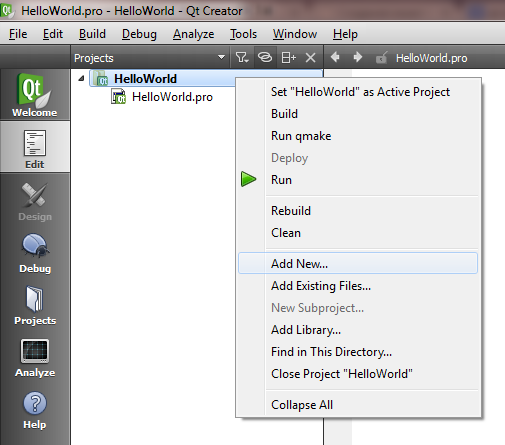 HelloWorld.pro - HelloWorld - Qt Creator
File Edit Build Debug Analyze Tools Window Help
Projects HelloWorld.pro
HelloWorld
HelloWorld.pro
Qt
Welcome
Edit
Design
Debug
Projects
Analyze
Help
Set "HelloWorld" as Active Project
Build
Run qmake
Deploy
Run
Rebuild
Clean
Add New...
Add Existing Files...
New Subproject...
Add Library...
Find in This Directory...
Close Project "HelloWorld"
Collapse All